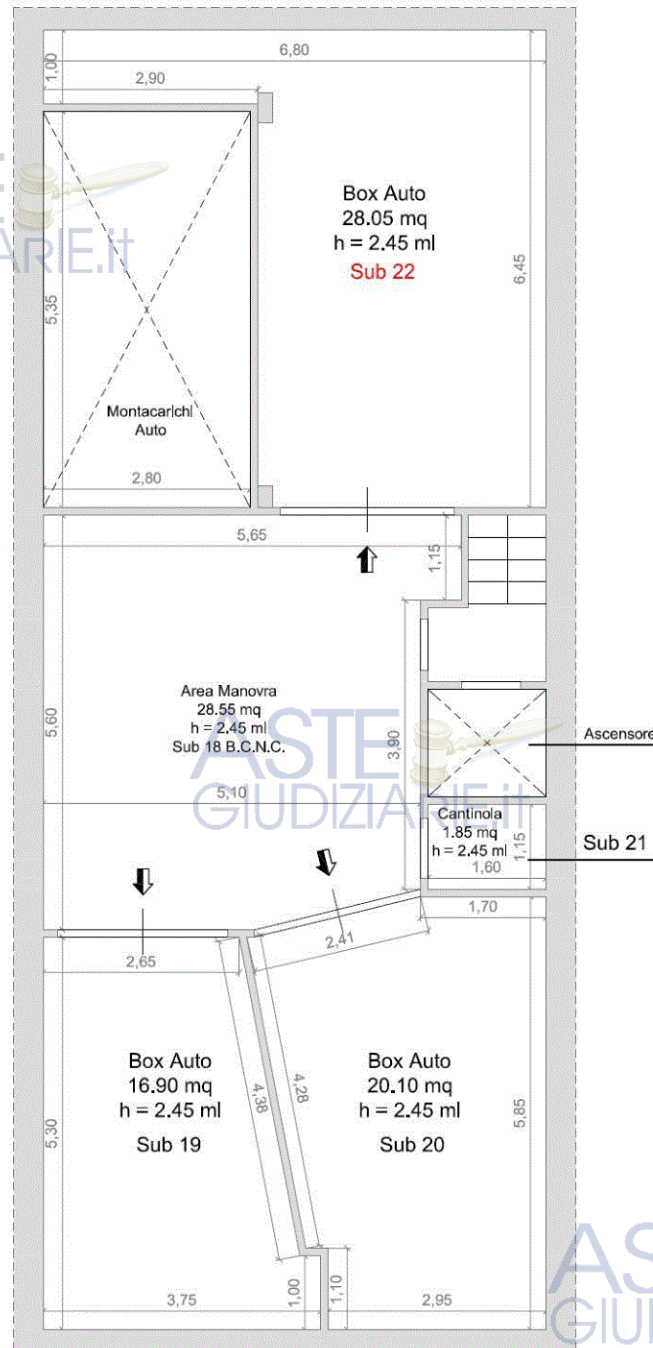 6,80
1,00
2,90
Box Auto
28.05 mq
h = 2.45 ml
Sub 22
ARIE.it
5,35
6,45
Montacarichi
Auto
2,80
5,65
1,15
Area Manovra
28.55 mq
h = 2.45 ml
Sub 18 B.C.N.C.
5,60
3,90
ASTE
GIUDIZIARIE.it
Ascensore
5,10
Cantinola
1.85 mq
h = 2.45 ml
1,15
1,60
Sub 21
1,70
2,41
2,65
Box Auto
16.90 mq
h = 2.45 ml
Sub 19
4,38
4,28
Box Auto
20.10 mq
h = 2.45 ml
Sub 20
5,30
5,85
1,00
1,10
3,75
2,95
AS
GIUD